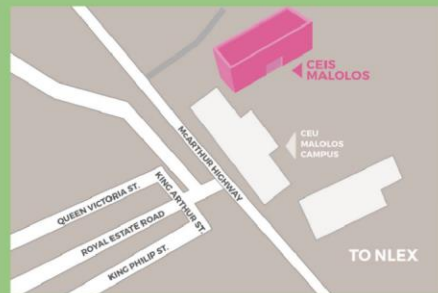 CEIS
MALOLOS
CEU
MALOLOS
CAMPUS
McARTHUR HIGHWAY
QUEEN VICTORIA ST.
KING ARTHUR ST.
ROYAL ESTATE ROAD
KING PHILIP ST.
TO NLEX